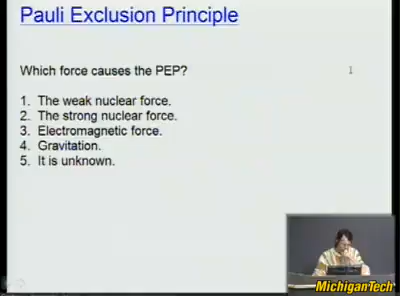 Pauli Exclusion Principle
Which force causes the PEP?
1. The weak nuclear force.
2. The strong nuclear force.
3. Electromagnetic force.
4. Gravitation.
5. It is unknown.
MichiganTech